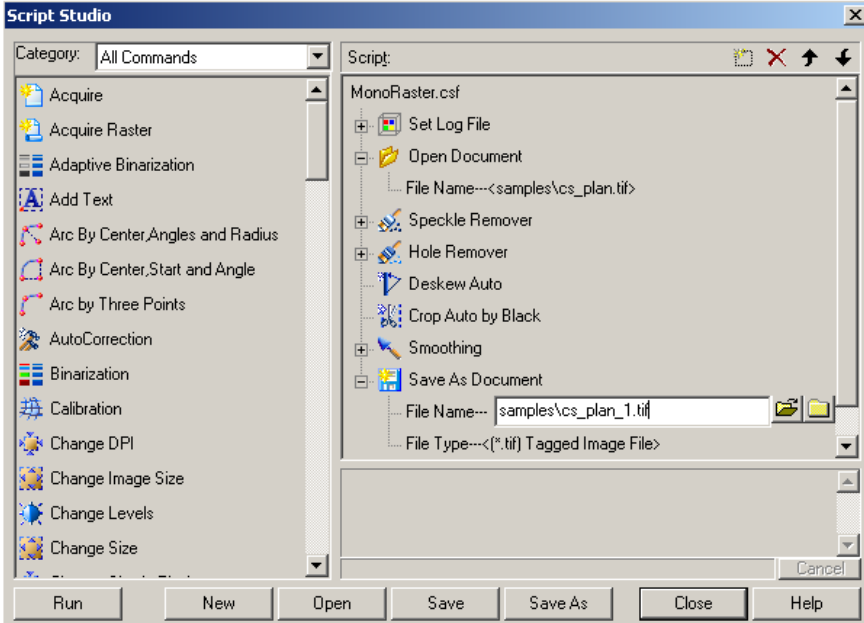 Script Studio
Category: All Commands
Acquire
Acquire Raster
Adaptive Binarization
Add Text
Arc By Center,Angles and Radius
Arc By Center,Start and Angle
Arc by Three Points
AutoCorrection
Binarization
Calibration
Change DPI
Change Image Size
Change Levels
Change Size
Script:
MonoRaster.csf
Set Log File
Open Document
File Name---<samples\cs_plan.tif>
Speckle Remover
Hole Remover
Deskew Auto
Crop Auto by Black
Smoothing
Save As Document
File Name--- samples\cs_plan_1.tif
File Type---<(*.tif) Tagged Image File>
Cancel
Run New Open Save Save As Close Help